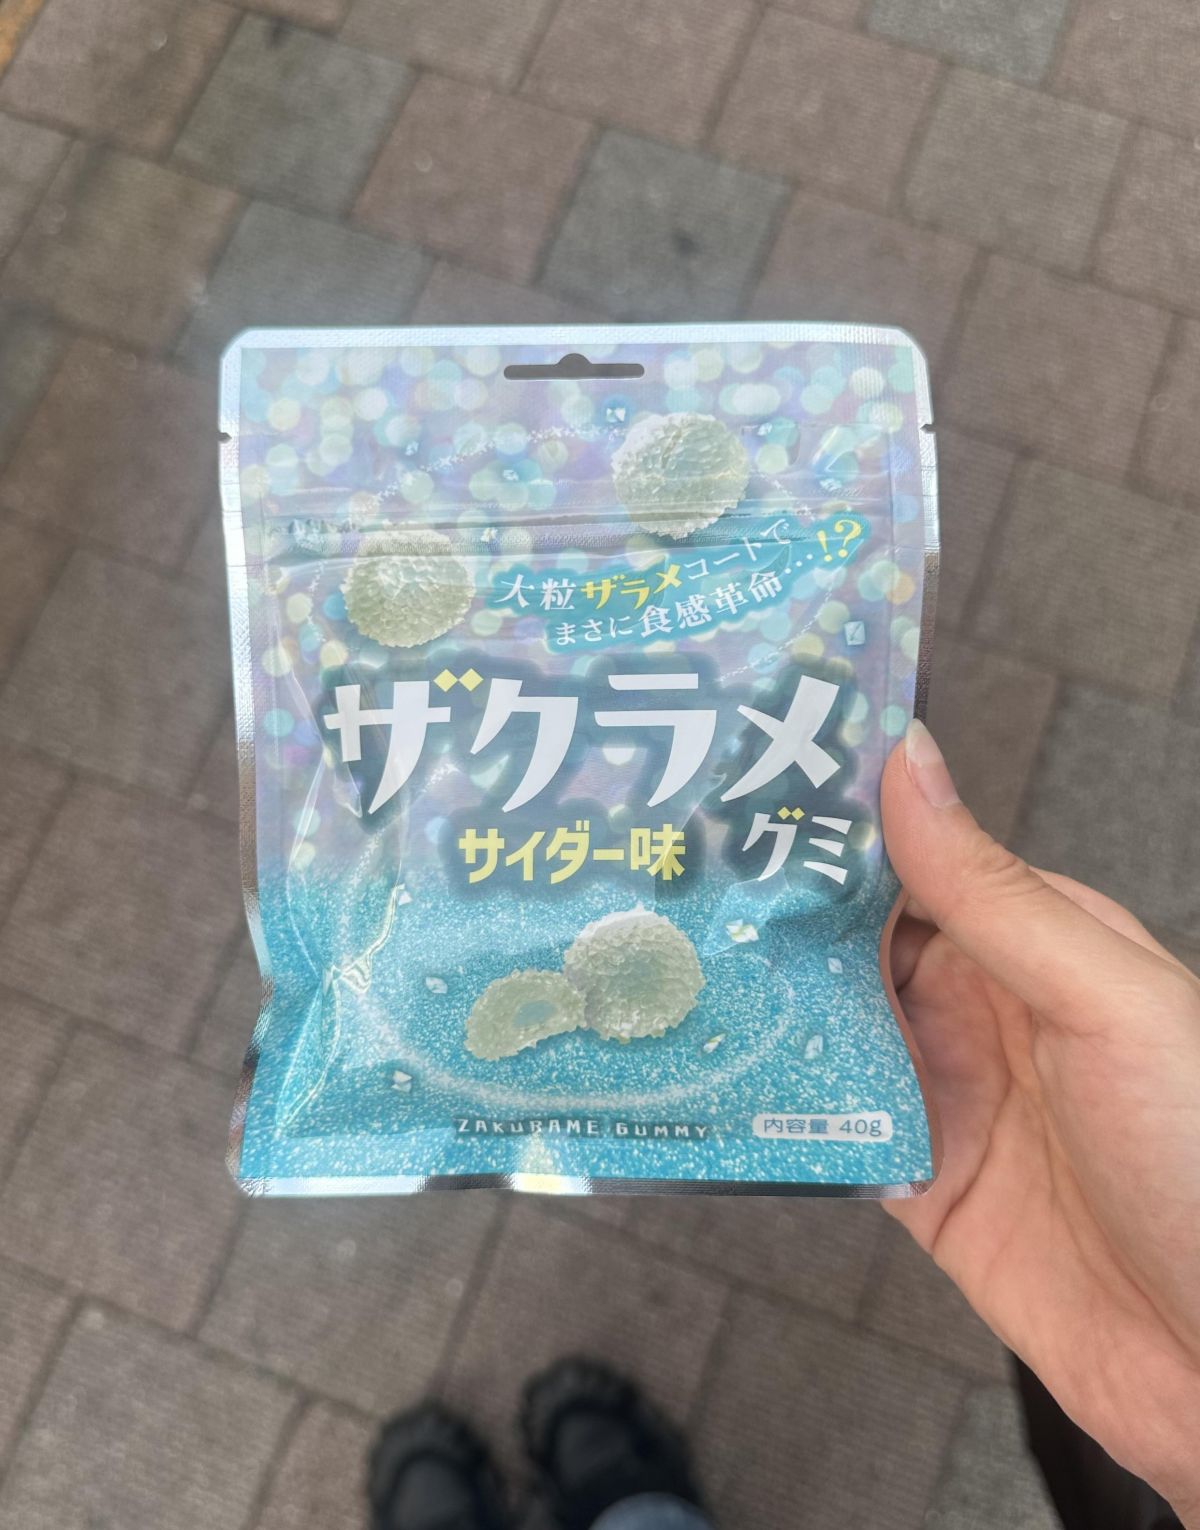 大粒ザラメコートで
まさに食感革命…!?
ザクラメ
サイダー味
グミ
ZAKURAME GUMMY
内容量 40g